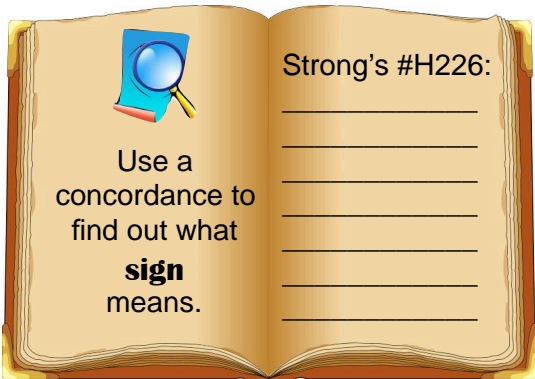 Use a
concordance to
find out what
sign
means.
Strong's #H226: